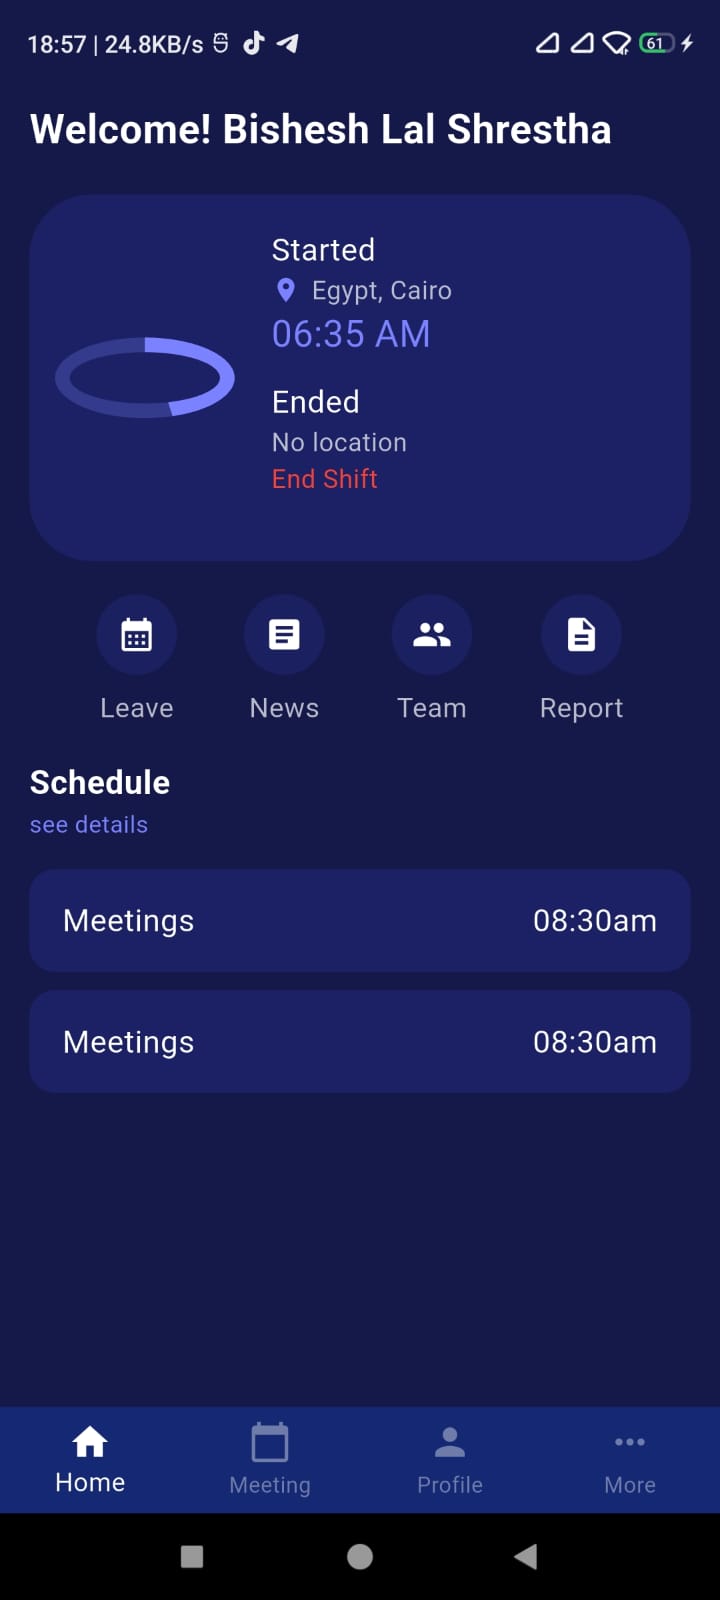 18:57 | 24.8KB/s 61
Welcome! Bishesh Lal Shrestha
Started
Egypt, Cairo
06:35 AM
Ended
No location
End Shift
Leave News Team Report
Schedule
see details
Meetings 08:30am
Meetings 08:30am
Home Meeting Profile More